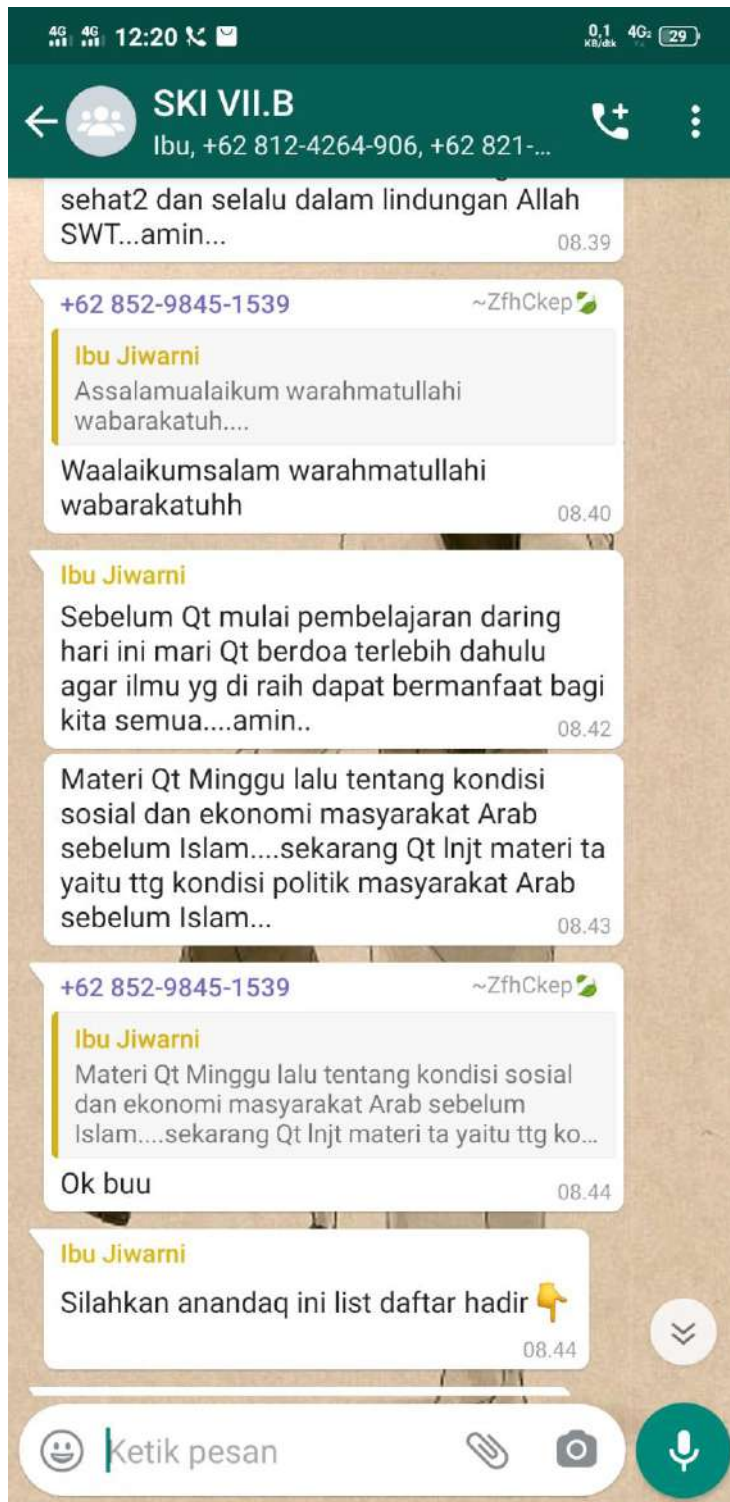 12:20
0,1 KB/dtk 4G2 29
SKI VII.B
Ibu, +62 812-4264-906, +62 821-...
sehat2 dan selalu dalam lindungan Allah
SWT...amin...
08.39
+62 852-9845-1539 ~ZfhCkep
Ibu Jiwarni
Assalamualaikum warahmatullahi
wabarakatuh....
Waalaikumsalam warahmatullahi
wabarakatuhh
08.40
Ibu Jiwarni
Sebelum Qt mulai pembelajaran daring
hari ini mari Qt berdoa terlebih dahulu
agar ilmu yg di raih dapat bermanfaat bagi
kita semua....amin..
08.42
Materi Qt Minggu lalu tentang kondisi
sosial dan ekonomi masyarakat Arab
sebelum Islam....sekarang Qt lnjt materi ta
yaitu ttg kondisi politik masyarakat Arab
sebelum Islam...
08.43
+62 852-9845-1539 ~ZfhCkep
Ibu Jiwarni
Materi Qt Minggu lalu tentang kondisi sosial
dan ekonomi masyarakat Arab sebelum
Islam....sekarang Qt lnjt materi ta yaitu ttg ko...
Ok buu
08.44
Ibu Jiwarni
Silahkan anandaq ini list daftar hadir 👇
08.44
Ketik pesan